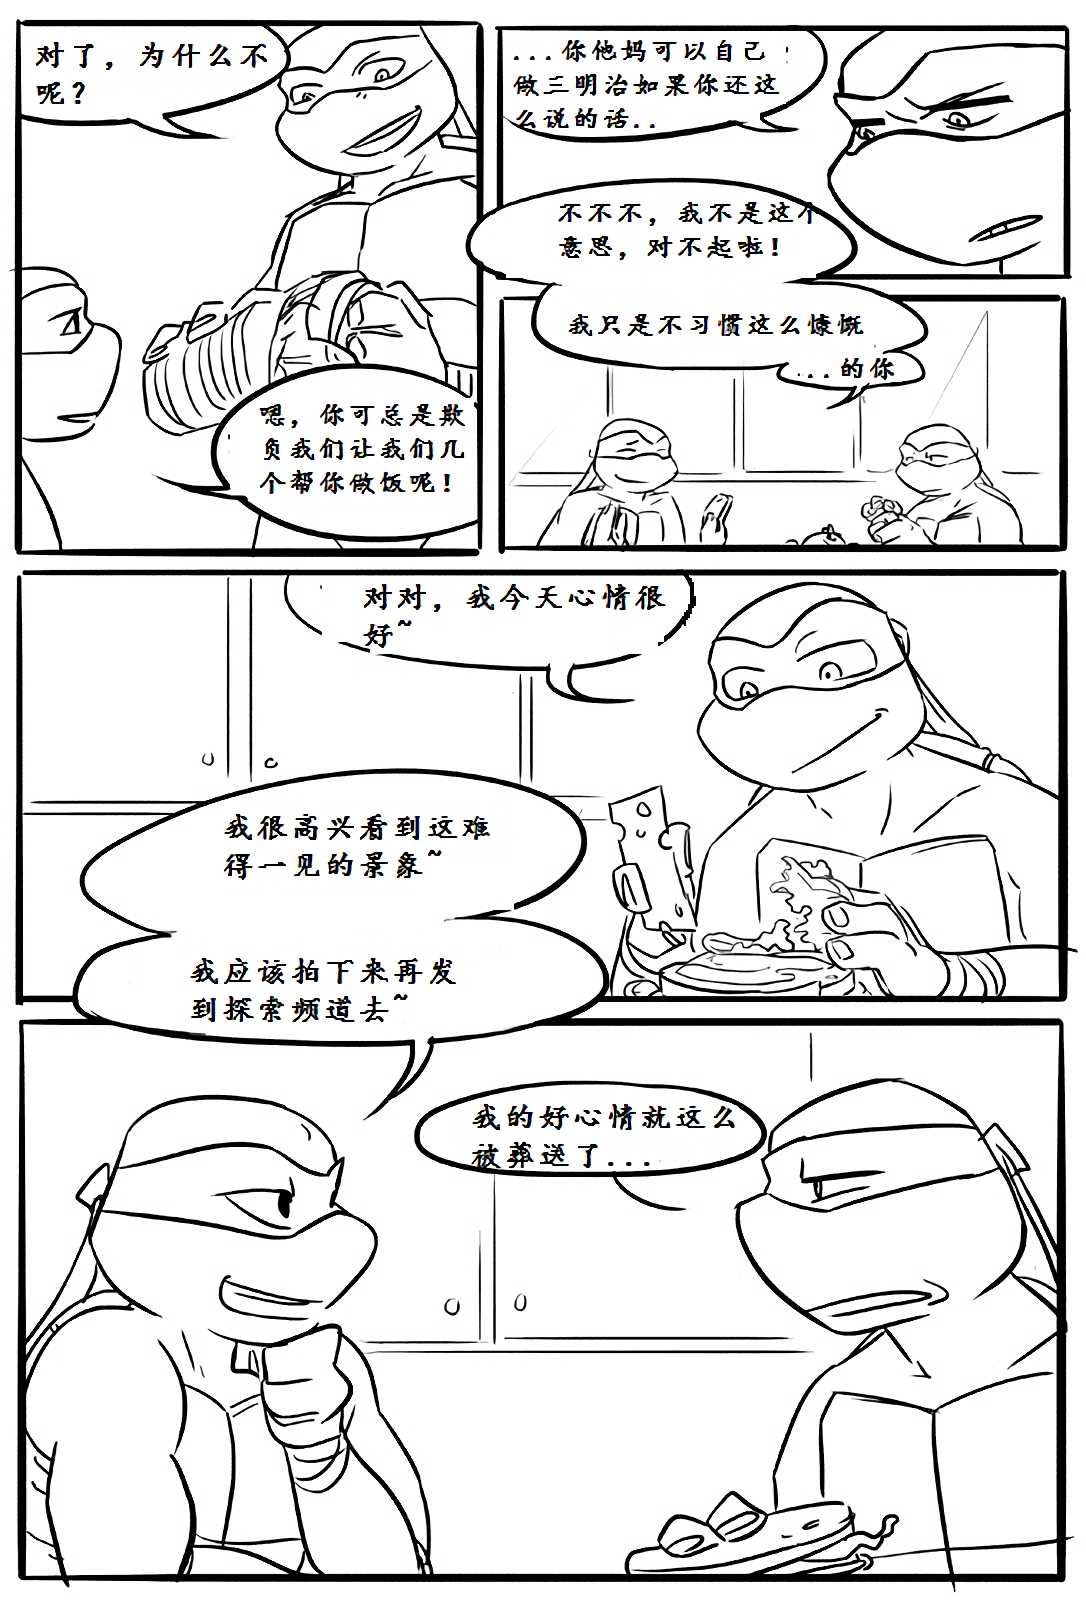 对了，为什么不
呢？
嗯，你可总是欺
负我们让我们几
个帮你做饭呢！
...你他妈可以自己
做三明治如果你还这
么说的话..
不不不，我不是这个
意思，对不起啦！
我只是不习惯这么慷慨
...的你
对对，我今天心情很
好~
我很高兴看到这难
得一见的景象~
我应该拍下来再发
到探索频道去~
我的好心情就这么
被葬送了...